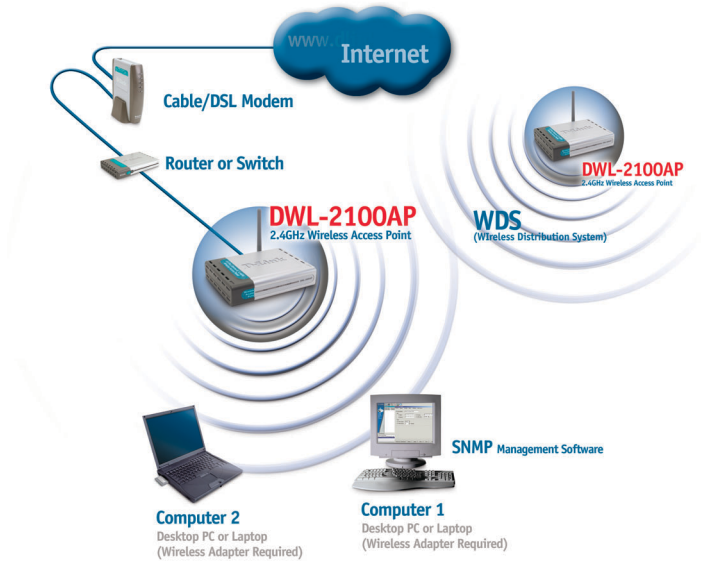 www.
Internet
Cable/DSL Modem
Router or Switch
DWL-2100AP
2.4GHz Wireless Access Point
DWL-2100AP
2.4GHz Wireless Access Point
WDS
(WIreless Distribution System)
D-Link
SNMP Management Software
Computer 2
Desktop PC or Laptop
(Wireless Adapter Required)
Computer 1
Desktop PC or Laptop
(Wireless Adapter Required)